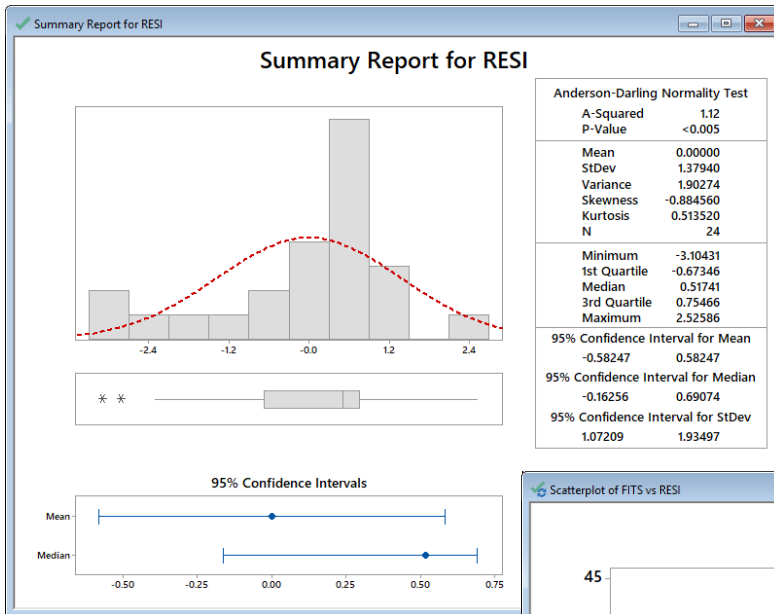 Summary Report for RESI
Summary Report for RESI
Anderson-Darling Normality Test
A-Squared 1.12
P-Value <0.005
Mean 0.00000
StDev 1.37940
Variance 1.90274
Skewness -0.884560
Kurtosis 0.513520
N 24
Minimum -3.10431
1st Quartile -0.67346
Median 0.51741
3rd Quartile 0.75466
Maximum 2.52586
95% Confidence Interval for Mean
-0.58247 0.58247
95% Confidence Interval for Median
-0.16256 0.69074
95% Confidence Interval for StDev
1.07209 1.93497
-2.4 -1.2 -0.0 1.2 2.4
95% Confidence Intervals
Mean
Median
-0.50 -0.25 0.00 0.25 0.50 0.75
Scatterplot of FITS vs RESI
45